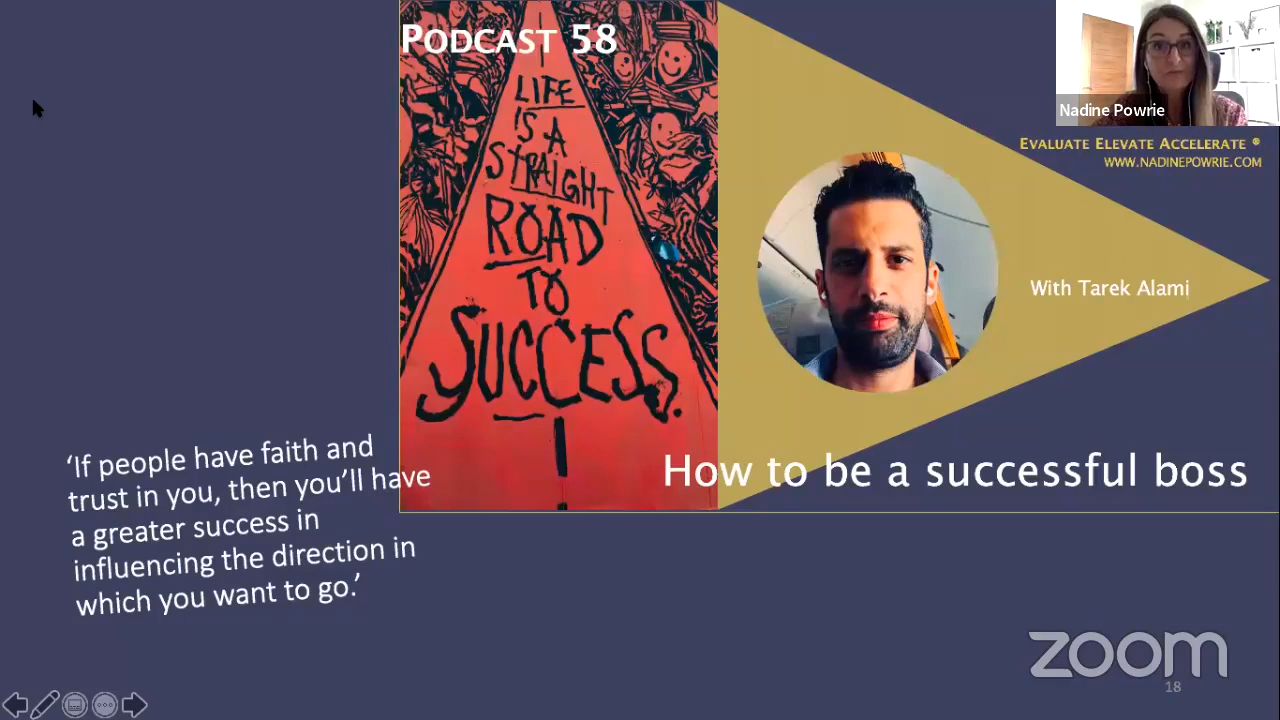 PODCAST 58
LIFE
IS A
STRAIGHT
ROAD
TO
SUCCESS.
Nadine Powrie
EVALUATE ELEVATE ACCELERATE ®
WWW.NADINEPOWRIE.COM
With Tarek Alami
How to be a successful boss
‘If people have faith and
trust in you, then you’ll have
a greater success in
influencing the direction in
which you want to go.’
zoom
18